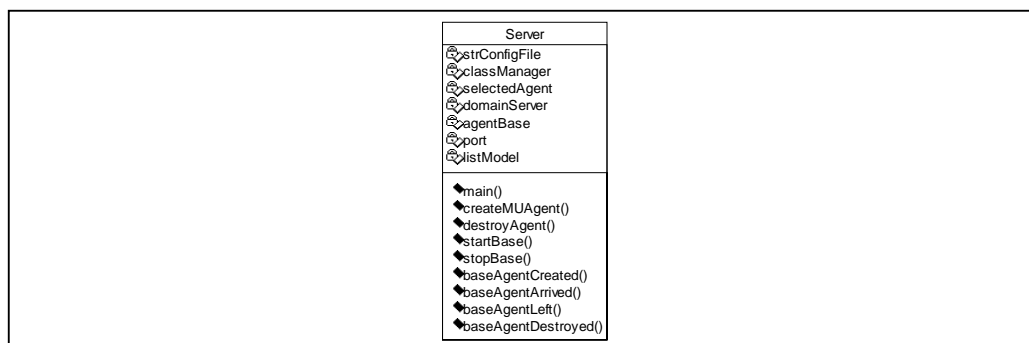 Server
strConfigFile
classManager
selectedAgent
domainServer
agentBase
port
listModel
main()
createMUAgent()
destroyAgent()
startBase()
stopBase()
baseAgentCreated()
baseAgentArrived()
baseAgentLeft()
baseAgentDestroyed()